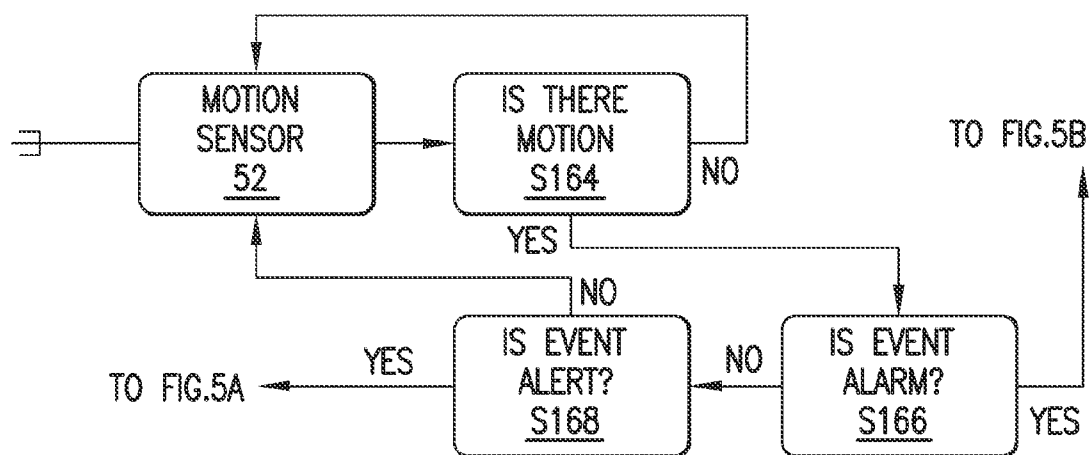 MOTION
SENSOR
52
IS THERE
MOTION
S164
NO
TO FIG.5B
YES
NO
IS EVENT
ALERT?
S168
YES
TO FIG.5A
NO
IS EVENT
ALARM?
S166
YES